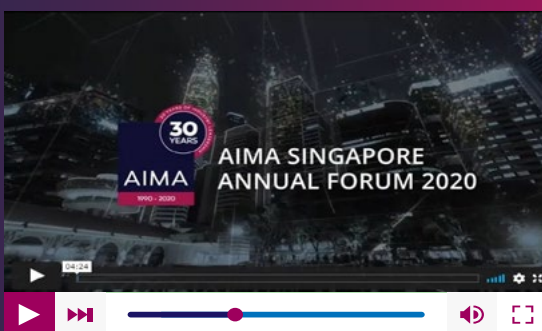 30
YEARS
AIMA
1990 - 2020
AIMA SINGAPORE
ANNUAL FORUM 2020
04:24